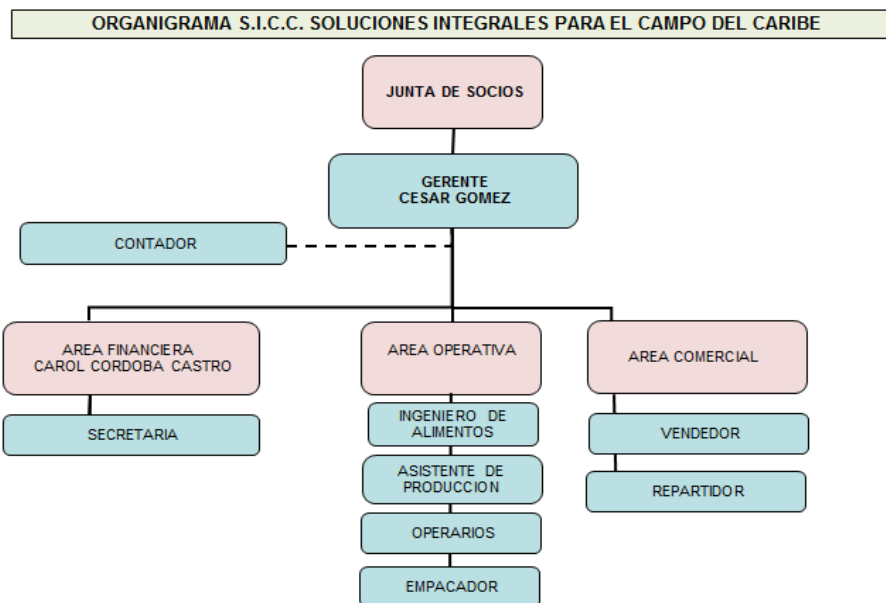 ORGANIGRAMA S.I.C.C. SOLUCIONES INTEGRALES PARA EL CAMPO DEL CARIBE
JUNTA DE SOCIOS
GERENTE
CESAR GOMEZ
CONTADOR
AREA FINANCIERA
CAROL CORDOBA CASTRO
SECRETARIA
AREA OPERATIVA
INGENIERO DE
ALIMENTOS
ASISTENTE DE
PRODUCCION
OPERARIOS
EMPACADOR
AREA COMERCIAL
VENDEDOR
REPARTIDOR